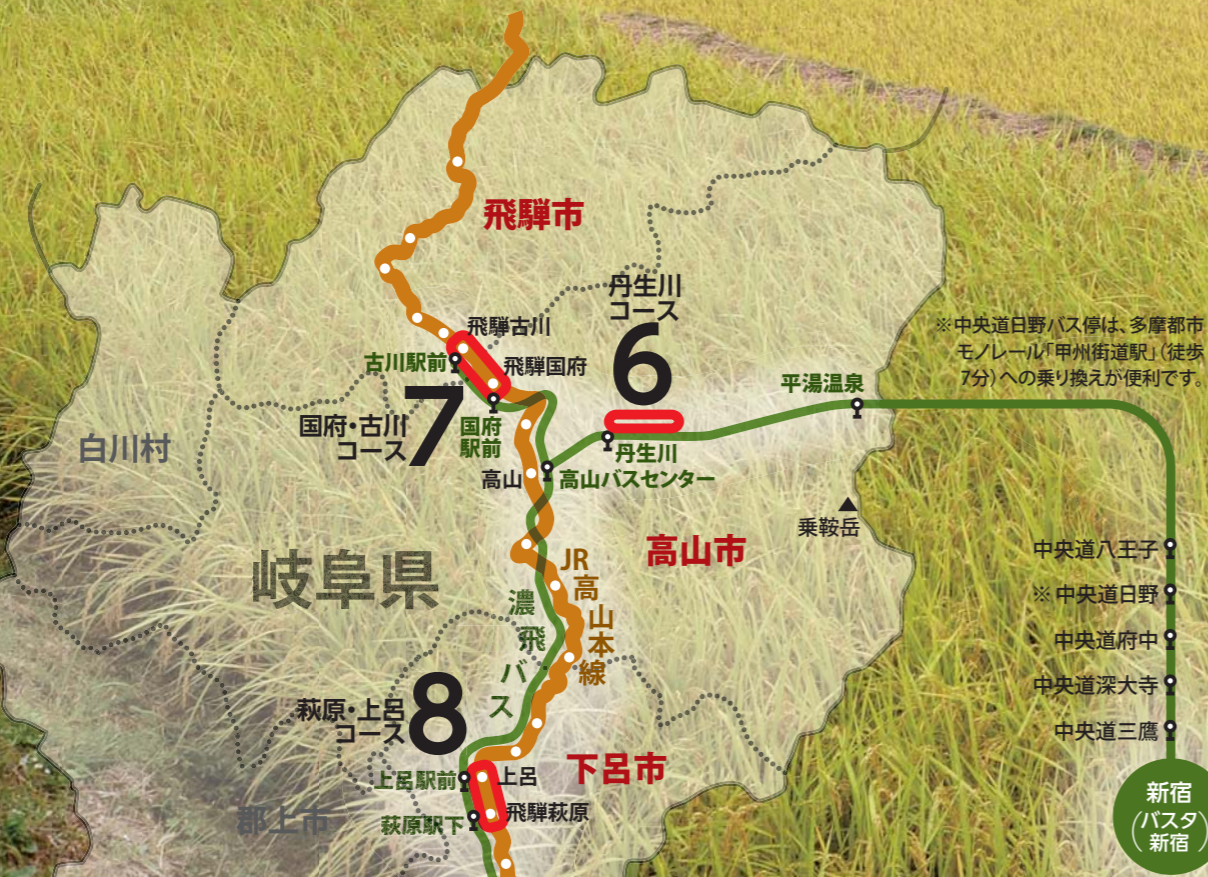 飛騨市
丹生川
コース
6
※中央道日野バス停は、多摩都市
モノレール「甲州街道駅」(徒歩
7分)への乗り換えが便利です。
飛騨古川
古川駅前
飛騨国府
平湯温泉
7
国府・古川
コース
国府
駅前
白川村
丹生川
高山
高山バスセンター
乗鞍岳
高山市
岐阜県
JR高山本線
濃飛バス
中央道八王子
※中央道日野
中央道府中
中央道深大寺
中央道三鷹
8
萩原・上呂
コース
下呂市
上呂駅前
上呂
飛騨萩原
萩原駅下
郡上市
新宿
(バスタ
新宿)